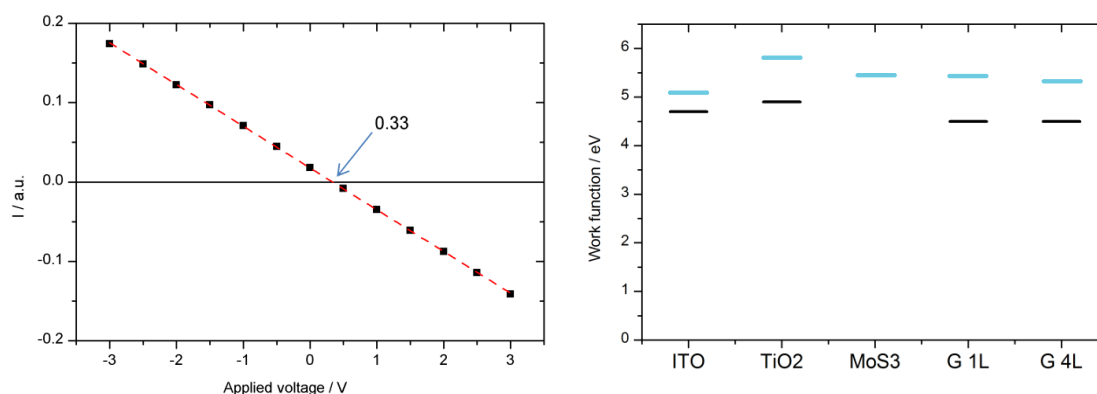 0.2
0.1
0.0
-0.1
-0.2
I / a.u.
0.33
-3 -2 -1 0 1 2 3
Applied voltage / V
6
5
4
3
2
1
0
Work function / eV
ITO TiO2 MoS3 G 1L G 4L